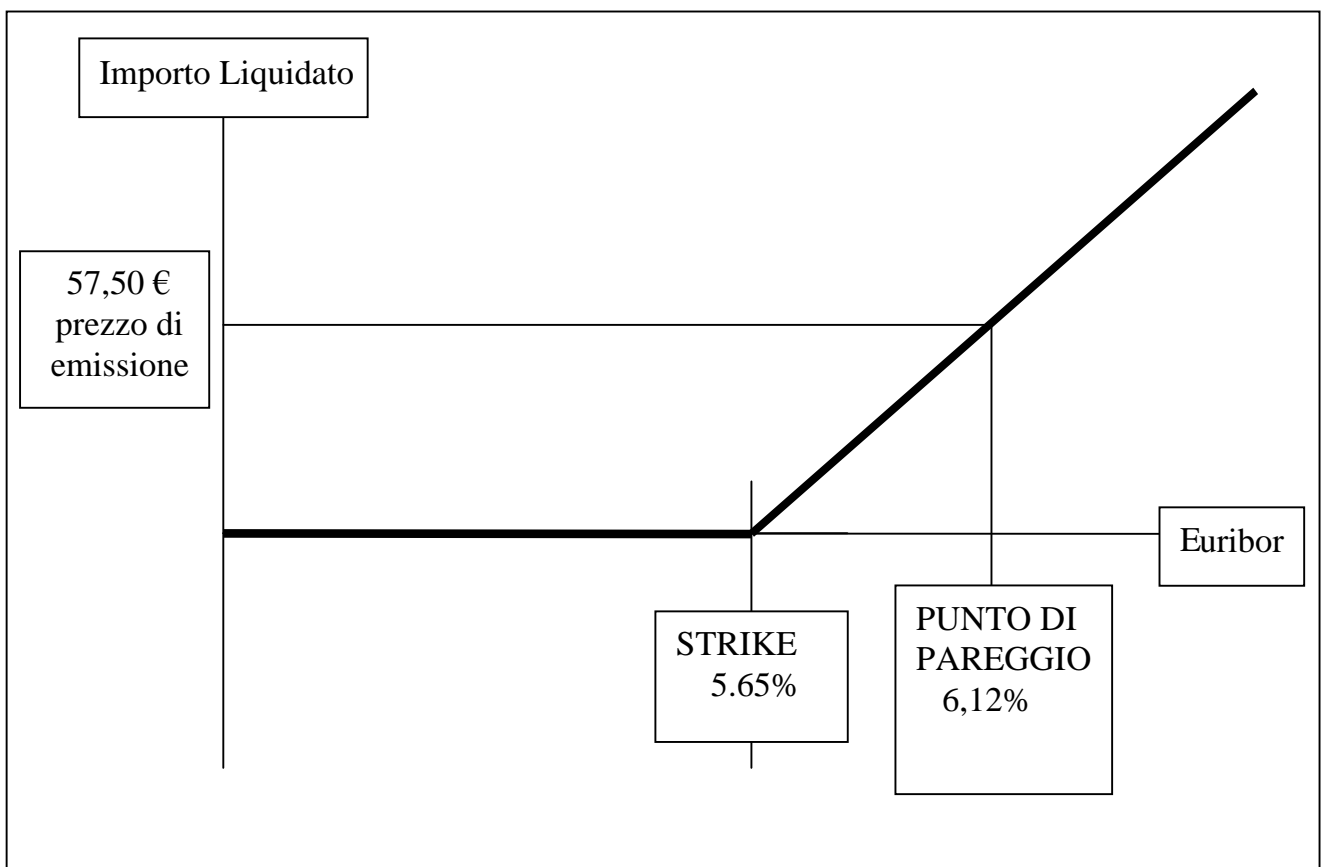 Importo Liquidato
57,50 €
prezzo di
emissione
Euribor
STRIKE
5.65%
PUNTO DI
PAREGGIO
6,12%